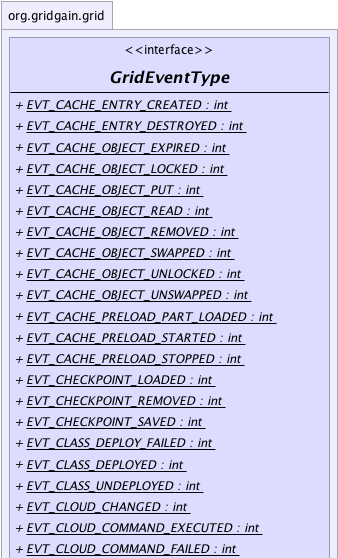 org.gridgain.grid
<<interface>>
GridEventType
+ EVT_CACHE_ENTRY_CREATED : int
+ EVT_CACHE_ENTRY_DESTROYED : int
+ EVT_CACHE_OBJECT_EXPIRED : int
+ EVT_CACHE_OBJECT_LOCKED : int
+ EVT_CACHE_OBJECT_PUT : int
+ EVT_CACHE_OBJECT_READ : int
+ EVT_CACHE_OBJECT_REMOVED : int
+ EVT_CACHE_OBJECT_SWAPPED : int
+ EVT_CACHE_OBJECT_UNLOCKED : int
+ EVT_CACHE_OBJECT_UNSWAPPED : int
+ EVT_CACHE_PRELOAD_PART_LOADED : int
+ EVT_CACHE_PRELOAD_STARTED : int
+ EVT_CACHE_PRELOAD_STOPPED : int
+ EVT_CHECKPOINT_LOADED : int
+ EVT_CHECKPOINT_REMOVED : int
+ EVT_CHECKPOINT_SAVED : int
+ EVT_CLASS_DEPLOY_FAILED : int
+ EVT_CLASS_DEPLOYED : int
+ EVT_CLASS_UNDEPLOYED : int
+ EVT_CLOUD_CHANGED : int
+ EVT_CLOUD_COMMAND_EXECUTED : int
+ EVT_CLOUD_COMMAND_FAILED : int